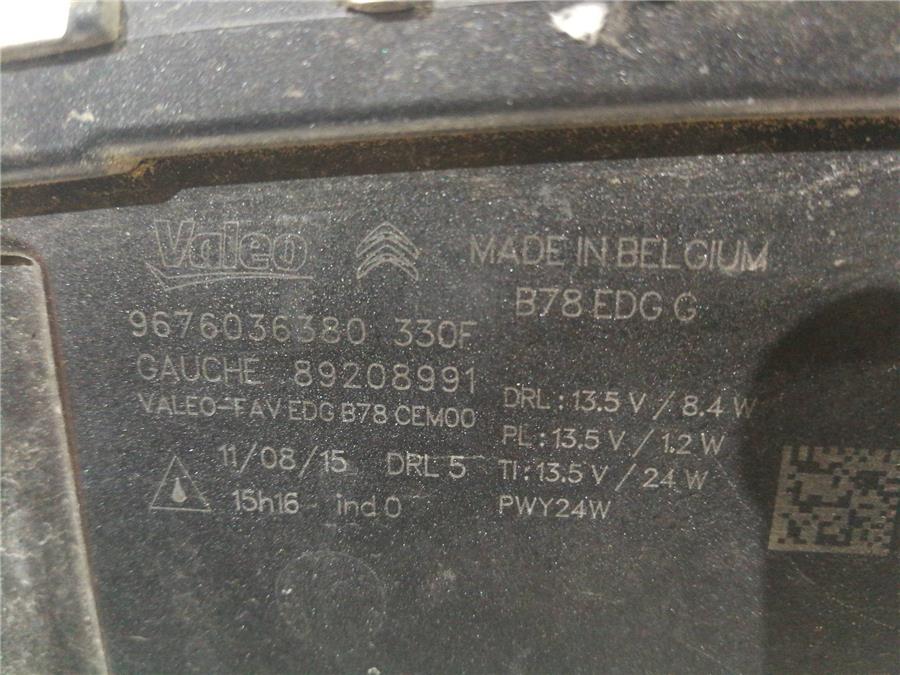 Valeo
MADE IN BELGIUM
B78 EDG G
9676036380 330F
GAUCHE 89208991
VALEO-FAV EDG B78 CEM00
11/08/15 DRL 5
15h16 ind 0
DRL : 13.5 V / 8.4 W
PL : 13.5 V / 1.2 W
TI : 13.5 V / 24 W
PWY24W